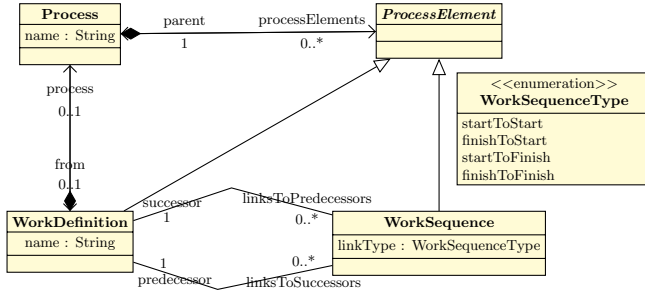 Process
name : String
parent
processElements
1
0..*
ProcessElement
<<enumeration>>
WorkSequenceType
startToStart
finishToStart
startToFinish
finishToFinish
process
0..1
from
0..1
WorkDefinition
name : String
successor
linksToPredecessors
1
0..*
WorkSequence
linkType : WorkSequenceType
1
0..*
predecessor
linksToSuccessors